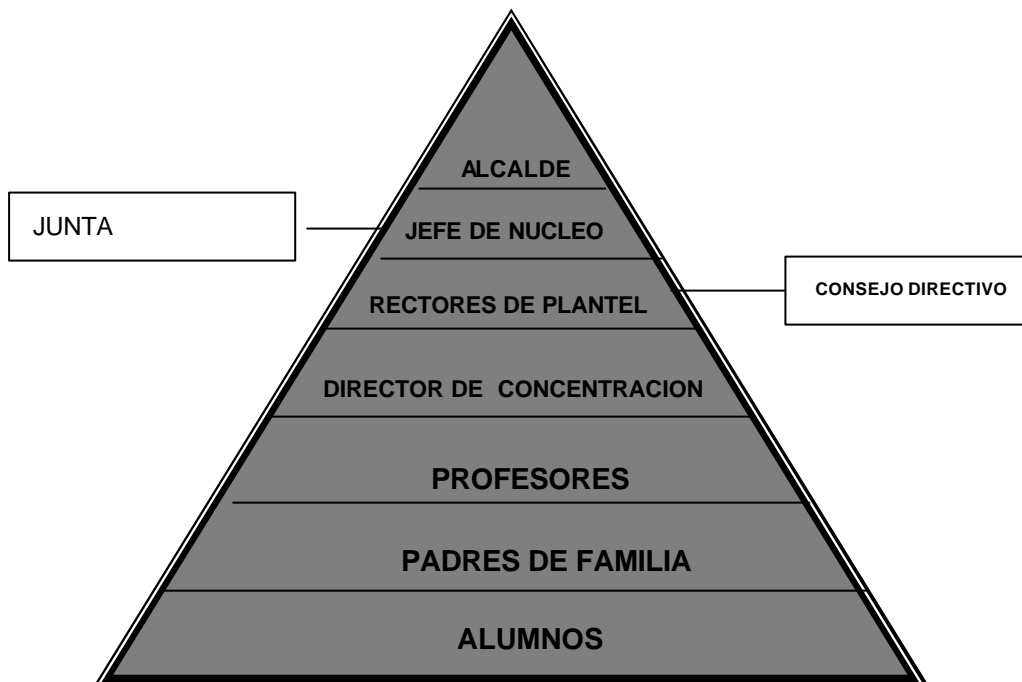 ALCALDE
JUNTA
JEFE DE NUCLEO
CONSEJO DIRECTIVO
RECTORES DE PLANTEL
DIRECTOR DE CONCENTRACION
PROFESORES
PADRES DE FAMILIA
ALUMNOS